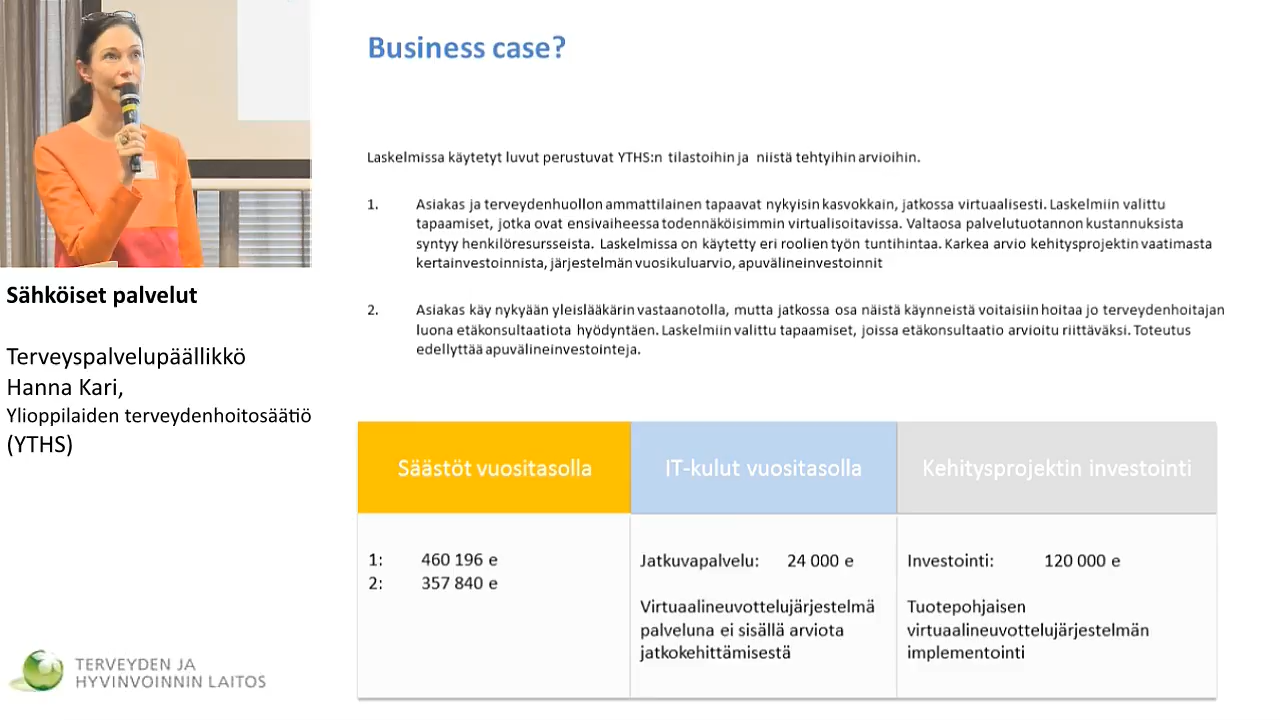 Business case?
Laskelmissa käytetyt luvut perustuvat YTHS:n tilastoihin ja niistä tehtyihin arvioihin.
1. Asiakas ja terveydenhuollon ammattilainen tapaavat nykyisin kasvokkain, jatkossa virtuaalisesti. Laskelmiin valittu
tapaamiset, jotka ovat ensivaiheessa todennäköisimmin virtualisoitavissa. Valtaosa palvelutuotannon kustannuksista
syntyy henkilöresursseista. Laskelmissa on käytetty eri roolien työn tuntihintaa. Karkea arvio kehitysprojektin vaatimasta
kertainvestoinnista, järjestelmän vuosikuluarvio, apuvälineinvestoinnit
2. Asiakas käy nykyään yleislääkärin vastaanotolla, mutta jatkossa osa näistä käynneistä voitaisiin hoitaa jo terveydenhoitajan
luona etäkonsultaatiota hyödyntäen. Laskelmiin valittu tapaamiset, joissa etäkonsultaatio arvioitu riittäväksi. Toteutus
edellyttää apuvälineinvestointeja.
Säästöt vuositasolla
1: 460 196 e
2: 357 840 e
IT-kulut vuositasolla
Jatkuvapalvelu: 24 000 e
Virtuaalineuvottelujärjestelmä
palveluna ei sisällä arviota
jatkokehittämisestä
Kehitysprojektin investointi
Investointi: 120 000 e
Tuotepohjaisen
virtuaalineuvottelujärjestelmän
implementointi
Sähköiset palvelut
Terveyspalvelupäällikkö
Hanna Kari,
Ylioppilaiden terveydenhoitosäätiö
(YTHS)
TERVEYDEN JA
HYVINVOINNIN LAITOS